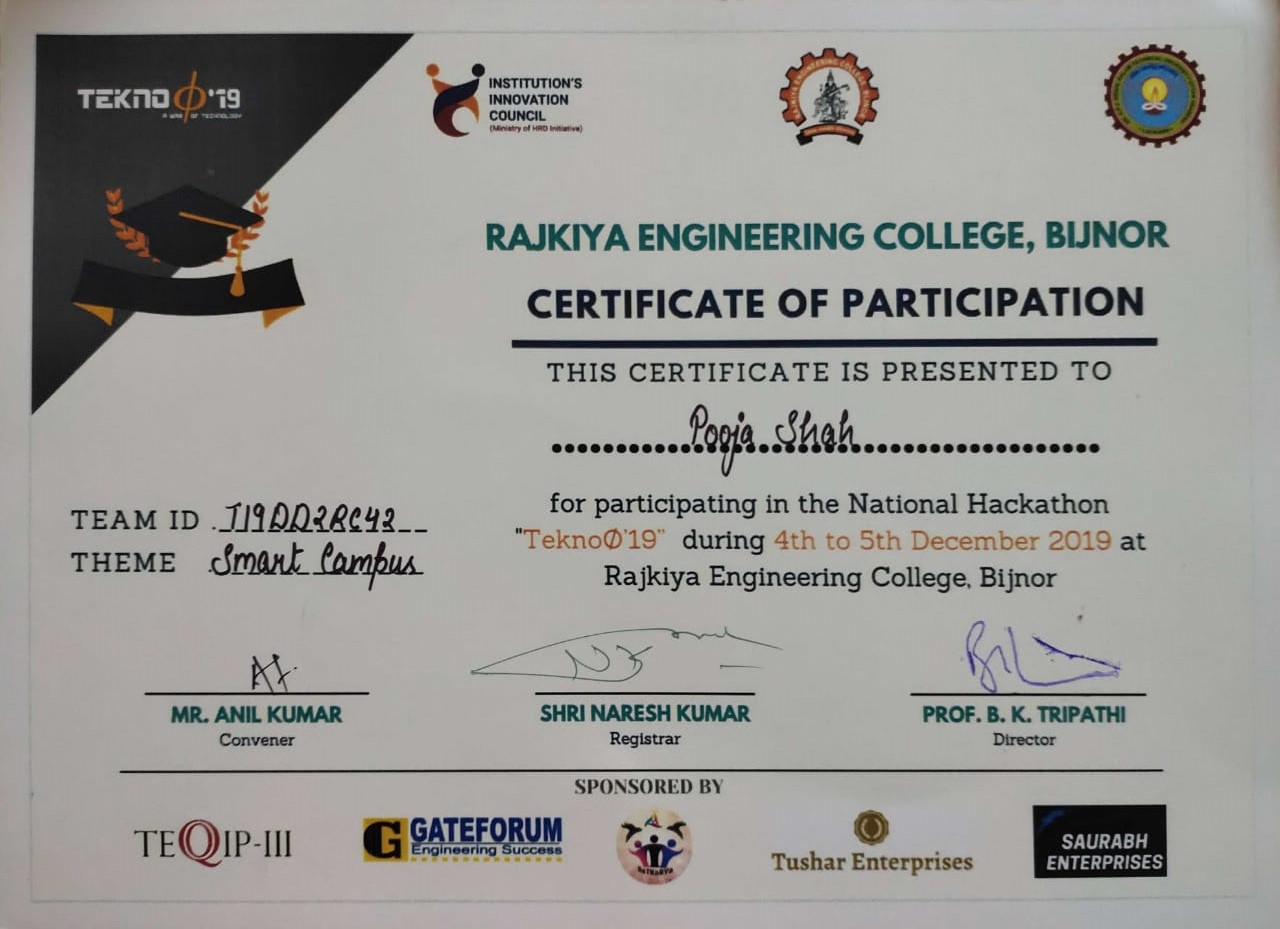 TEKNOΦ'19
A WAY OF TECHNOLOGY
INSTITUTION'S
INNOVATION
COUNCIL
(Ministry of HRD Initiative)
RAJKIYA ENGINEERING COLLEGE, BIJNOR
CERTIFICATE OF PARTICIPATION
THIS CERTIFICATE IS PRESENTED TO
Pooja Shah
for participating in the National Hackathon
"TeknoØ'19" during 4th to 5th December 2019 at
Rajkiya Engineering College, Bijnor
TEAM ID . T19DD2RC42
THEME Smart Campus
MR. ANIL KUMAR
Convener
SHRI NARESH KUMAR
Registrar
PROF. B. K. TRIPATHI
Director
SPONSORED BY
TEQIP-III
G GATEFORUM
Engineering Success
Tushar Enterprises
SAURABH
ENTERPRISES